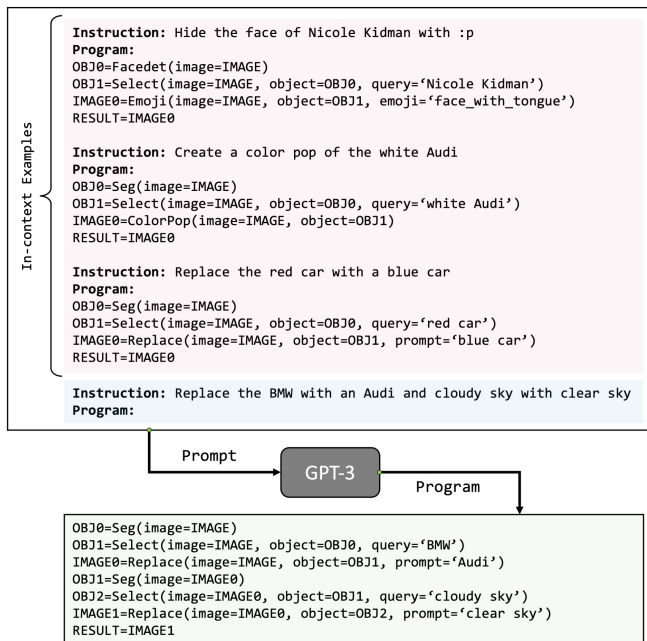 In-context Examples
Instruction: Hide the face of Nicole Kidman with :p
Program:
OBJ0=Facedet(image=IMAGE)
OBJ1=Select(image=IMAGE, object=OBJ0, query=‘Nicole Kidman’)
IMAGE0=Emoji(image=IMAGE, object=OBJ1, emoji=‘face_with_tongue’)
RESULT=IMAGE0
Instruction: Create a color pop of the white Audi
Program:
OBJ0=Seg(image=IMAGE)
OBJ1=Select(image=IMAGE, object=OBJ0, query=‘white Audi’)
IMAGE0=ColorPop(image=IMAGE, object=OBJ1)
RESULT=IMAGE0
Instruction: Replace the red car with a blue car
Program:
OBJ0=Seg(image=IMAGE)
OBJ1=Select(image=IMAGE, object=OBJ0, query=‘red car’)
IMAGE0=Replace(image=IMAGE, object=OBJ1, prompt=‘blue car’)
RESULT=IMAGE0
Instruction: Replace the BMW with an Audi and cloudy sky with clear sky
Program:
Prompt
GPT-3
Program
OBJ0=Seg(image=IMAGE)
OBJ1=Select(image=IMAGE, object=OBJ0, query=‘BMW’)
IMAGE0=Replace(image=IMAGE, object=OBJ1, prompt=‘Audi’)
OBJ1=Seg(image=IMAGE0)
OBJ2=Select(image=IMAGE0, object=OBJ1, query=‘cloudy sky’)
IMAGE1=Replace(image=IMAGE0, object=OBJ2, prompt=‘clear sky’)
RESULT=IMAGE1